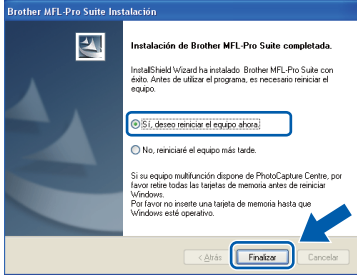 Brother MFL-Pro Suite Instalación
Instalación de Brother MFL-Pro Suite completada.
InstallShield Wizard ha instalado Brother MFL-Pro Suite con
éxito. Antes de utilizar el programa, es necesario reiniciar el
equipo.
Sí, deseo reiniciar el equipo ahora.
No, reiniciaré el equipo más tarde.
Si su equipo multifunción dispone de PhotoCapture Centre, por
favor retire todas las tarjetas de memoria antes de reiniciar
Windows.
Por favor no inserte una tarjeta de memoria hasta que
Windows esté operativo.
< Atrás
Finalizar
Cancelar